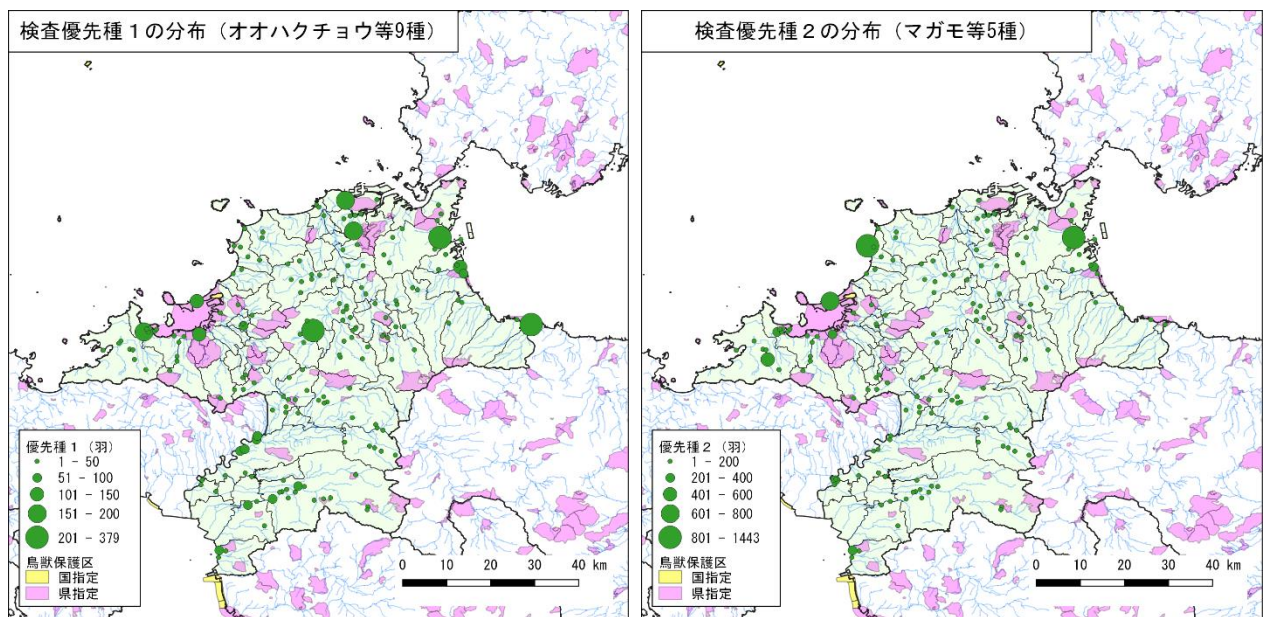 検査優先種１の分布（オオハクチョウ等9種）
優先種１（羽）
1 - 50
51 - 100
101 - 150
151 - 200
201 - 379
鳥獣保護区
国指定
県指定
0 10 20 30 40 km
検査優先種２の分布（マガモ等5種）
優先種２（羽）
1 - 200
201 - 400
401 - 600
601 - 800
801 - 1443
鳥獣保護区
国指定
県指定
0 10 20 30 40 km